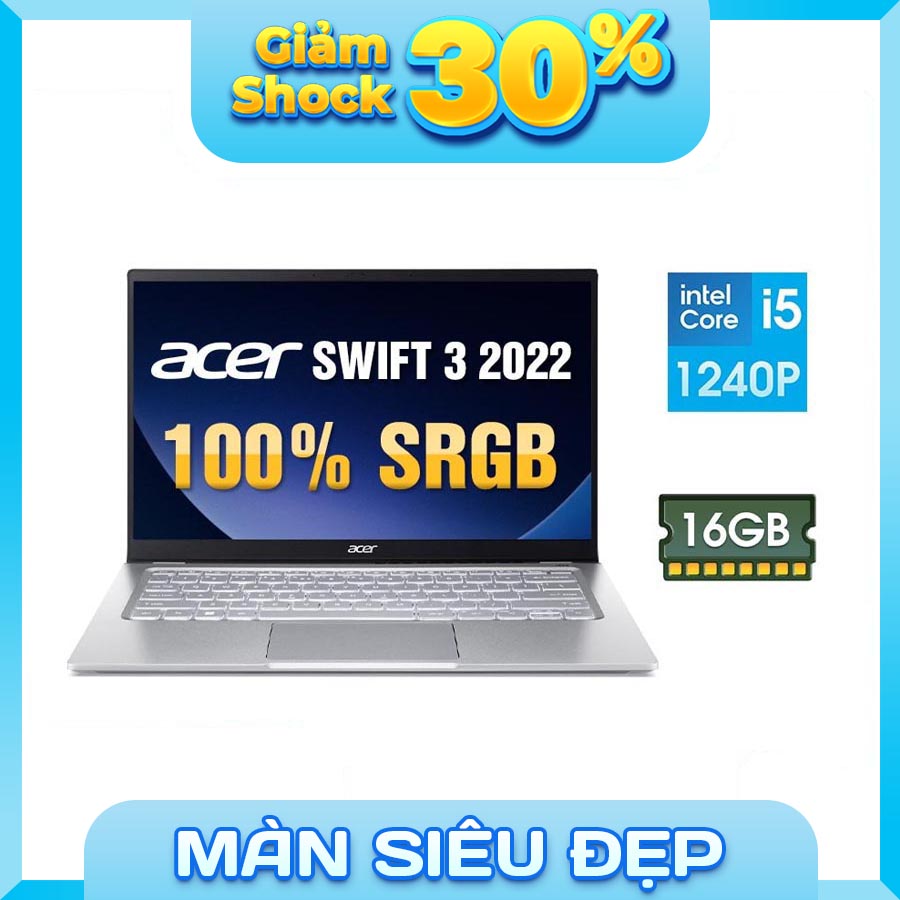 Giảm
Shock 30%
acer SWIFT 3 2022
100% SRGB
acer
intel
Core i5
1240P
16GB
MÀN SIÊU ĐẸP